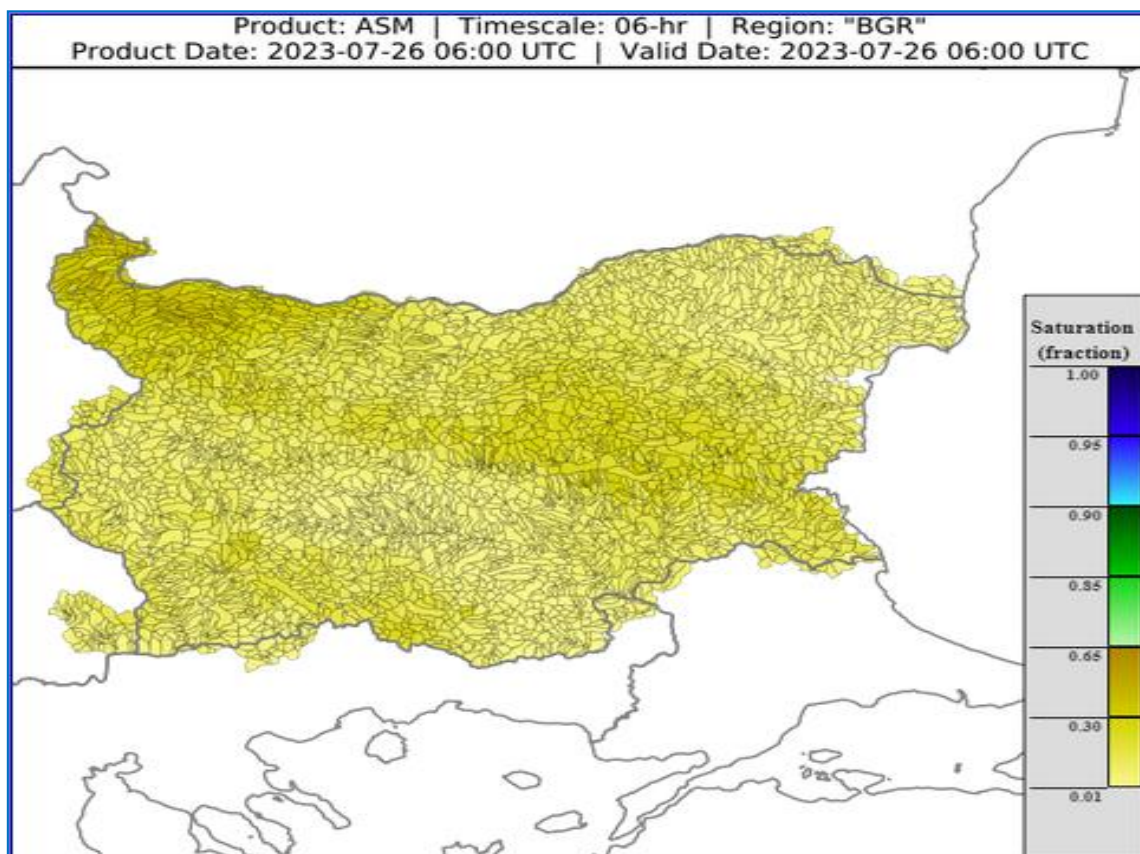 Product: ASM | Timescale: 06-hr | Region: "BGR"
Product Date: 2023-07-26 06:00 UTC | Valid Date: 2023-07-26 06:00 UTC
Saturation
(fraction)
1.00
0.95
0.90
0.85
0.65
0.30
0.01